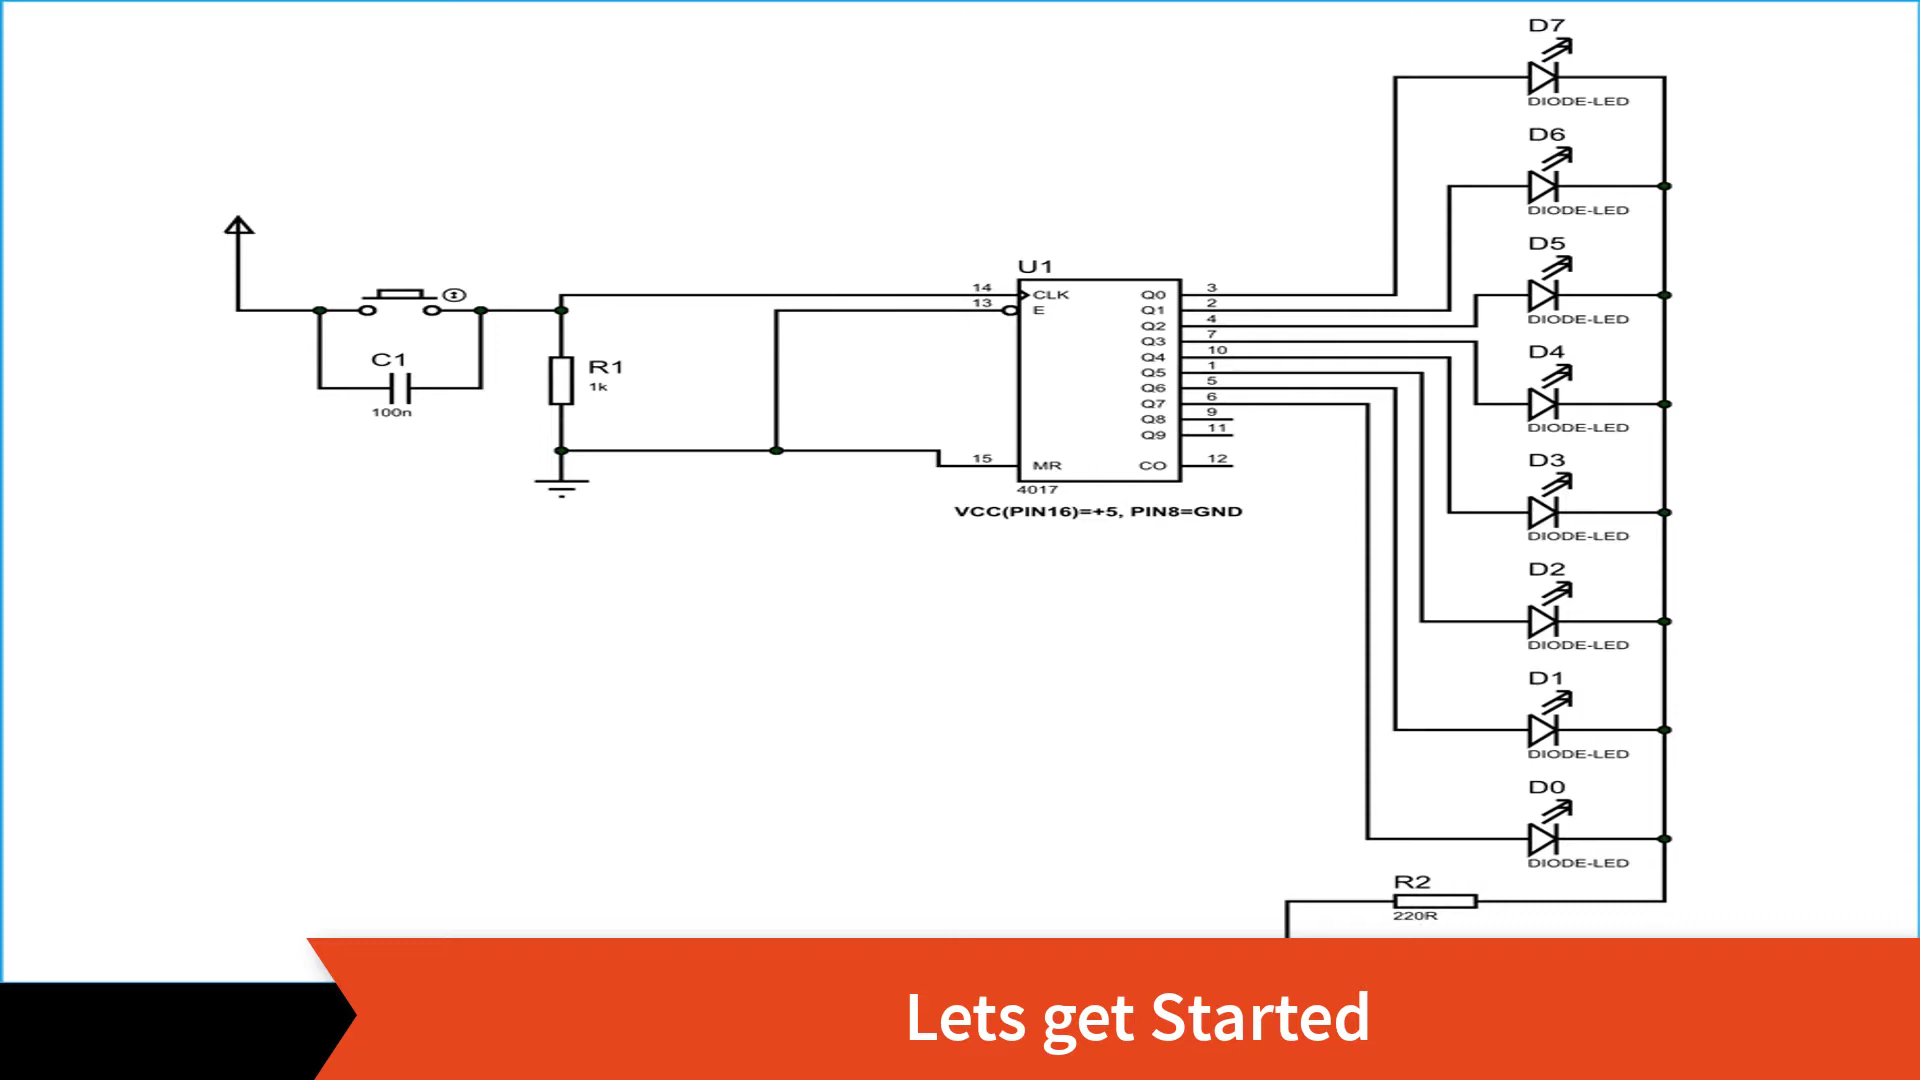 D7
DIODE-LED
D6
DIODE-LED
D5
DIODE-LED
D4
DIODE-LED
D3
DIODE-LED
D2
DIODE-LED
D1
DIODE-LED
D0
DIODE-LED
R2
220R
C1
100n
R1
1k
U1
14 CLK Q0 3
13 E Q1 2
Q2 4
Q3 7
Q4 10
Q5 1
Q6 5
Q7 6
Q8 9
Q9 11
15 MR CO 12
4017
VCC(PIN16)=+5, PIN8=GND
Lets get Started